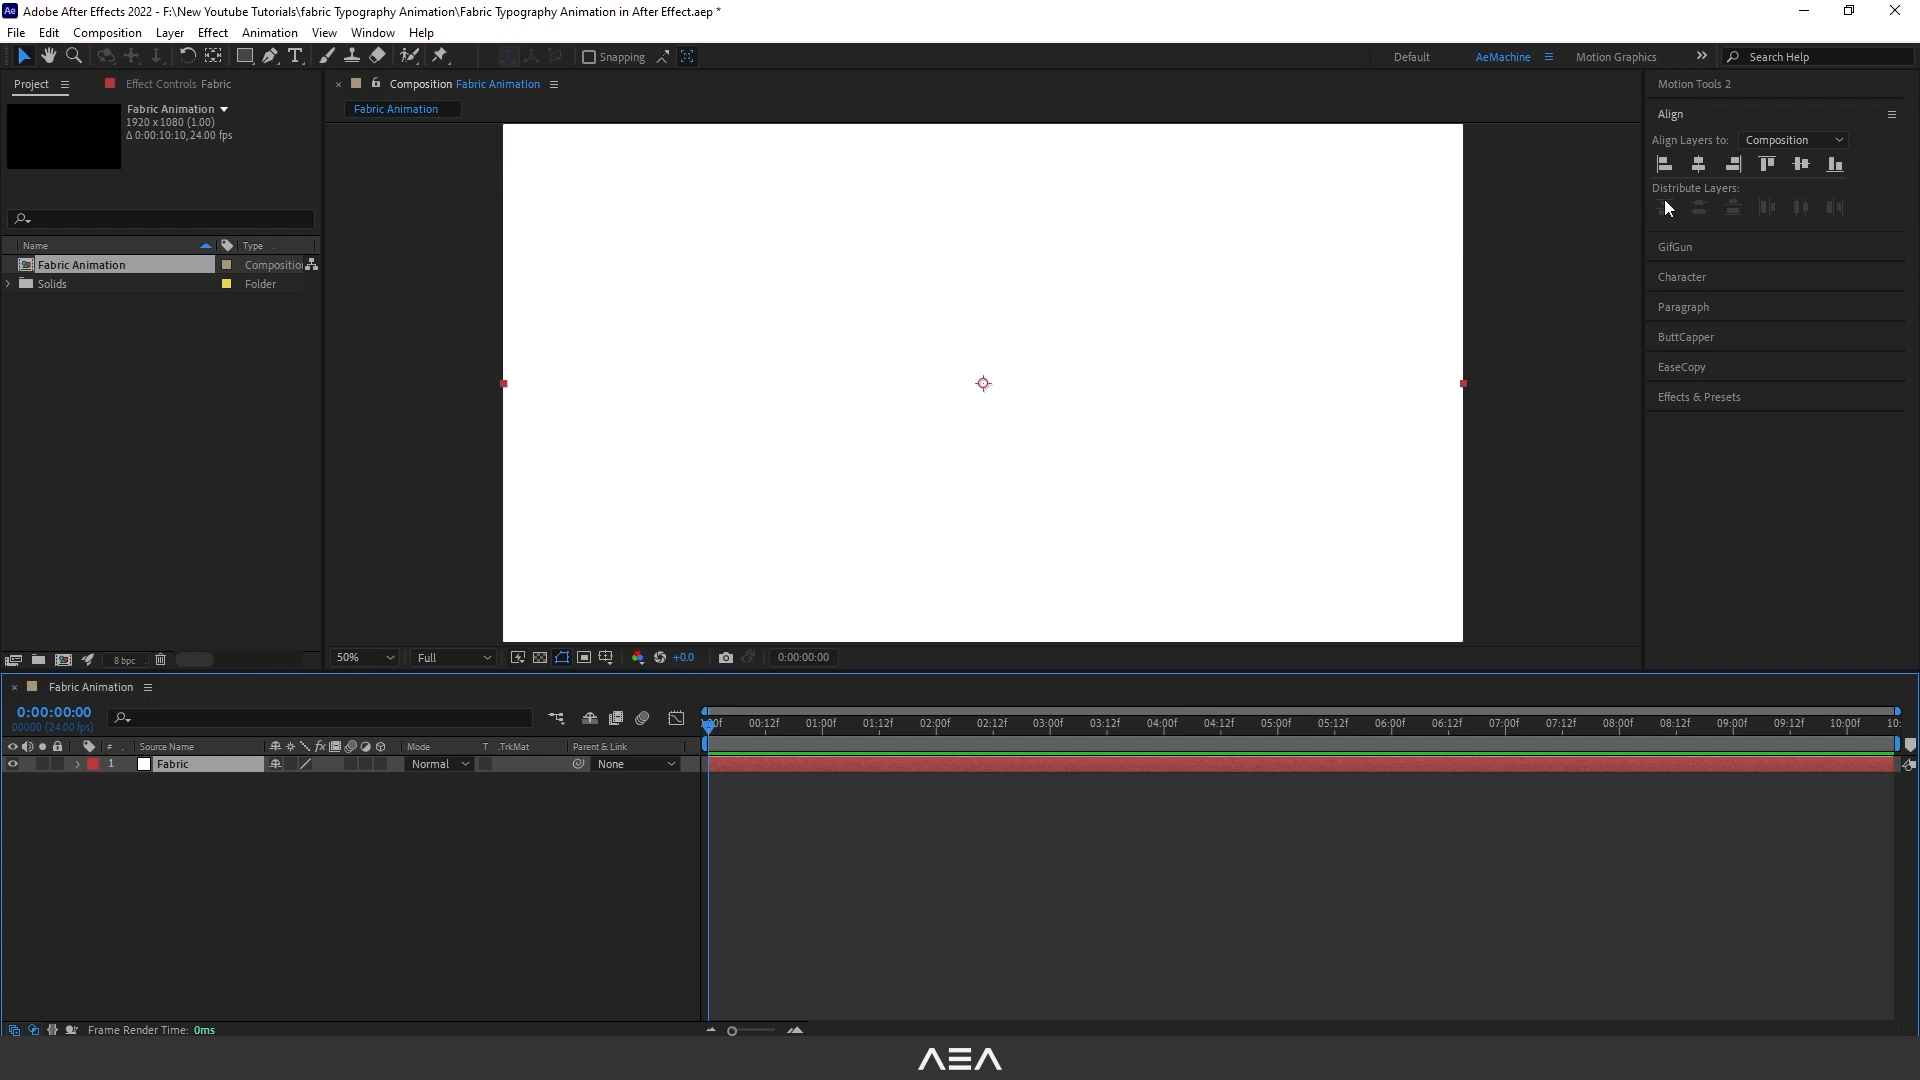 Ae Adobe After Effects 2022 - F:\New Youtube Tutorials\fabric Typography Animation\Fabric Typography Animation in After Effect.aep *
File Edit Composition Layer Effect Animation View Window Help
Snapping Default AeMachine Motion Graphics Search Help
Project Effect Controls Fabric Composition Fabric Animation Motion Tools 2
Fabric Animation
1920 x 1080 (1.00)
Δ 0:00:10:10, 24.00 fps
Fabric Animation
Align
Align Layers to: Composition
Distribute Layers:
GifGun
Character
Paragraph
ButtCapper
EaseCopy
Effects & Presets
Name Type
Fabric Animation Compositio
Solids Folder
8 bpc 50% Full +0.0 0:00:00:00
Fabric Animation
0:00:00:00
00000 (24.00 fps)
00f 00:12f 01:00f 01:12f 02:00f 02:12f 03:00f 03:12f 04:00f 04:12f 05:00f 05:12f 06:00f 06:12f 07:00f 07:12f 08:00f 08:12f 09:00f 09:12f 10:00f 10:
# Source Name Mode T .TrkMat Parent & Link
1 Fabric Normal None
Frame Render Time: 0ms
AEA